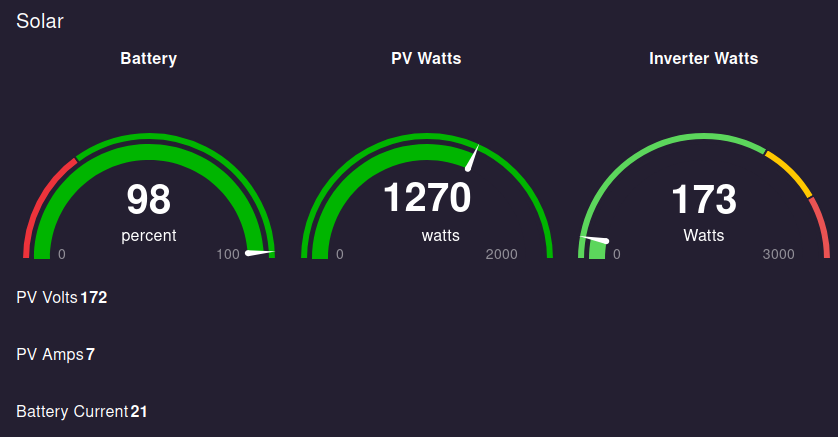 Solar
Battery PV Watts Inverter Watts
98 1270 173
percent watts Watts
0 100 0 2000 0 3000
PV Volts 172
PV Amps 7
Battery Current 21